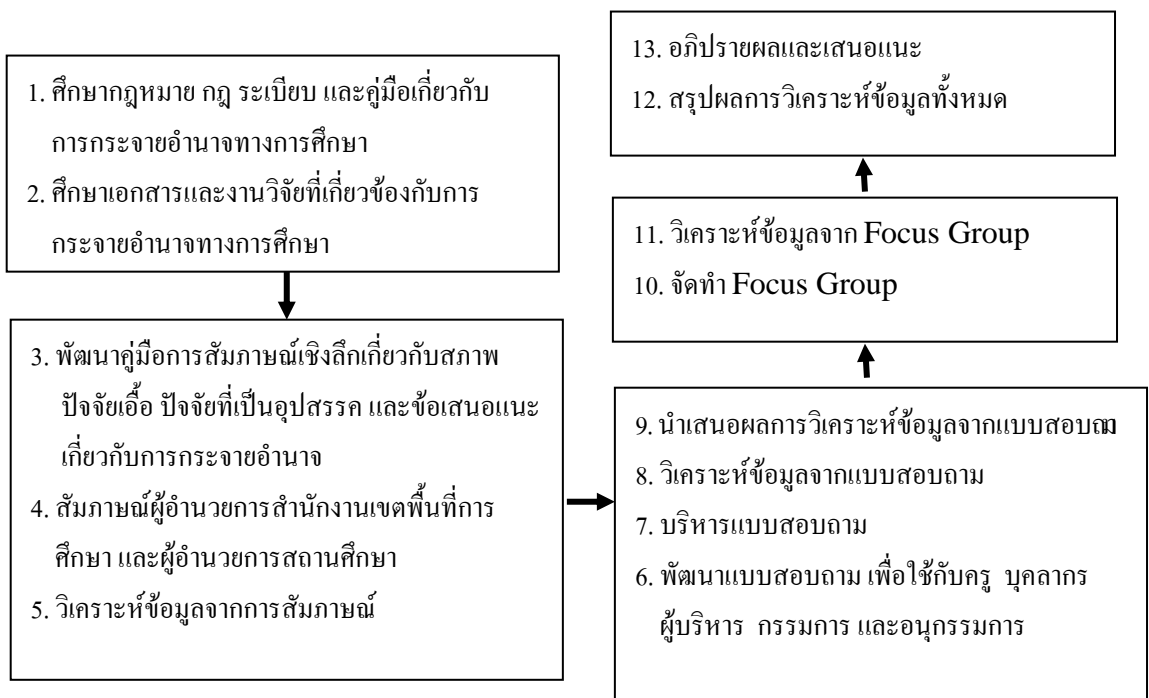 1. ศึกษากฎหมาย กฎ ระเบียบ และคู่มือเกี่ยวกับ
การกระจายอำนาจทางการศึกษา
2. ศึกษาเอกสารและงานวิจัยที่เกี่ยวข้องกับการ
กระจายอำนาจทางการศึกษา
3. พัฒนาคู่มือการสัมภาษณ์เชิงลึกเกี่ยวกับสภาพ
ปัจจัยเอื้อ ปัจจัยที่เป็นอุปสรรค และข้อเสนอแนะ
เกี่ยวกับการกระจายอำนาจ
4. สัมภาษณ์ผู้อำนวยการสำนักงานเขตพื้นที่การ
ศึกษา และผู้อำนวยการสถานศึกษา
5. วิเคราะห์ข้อมูลจากการสัมภาษณ์
13. อภิปรายผลและเสนอแนะ
12. สรุปผลการวิเคราะห์ข้อมูลทั้งหมด
11. วิเคราะห์ข้อมูลจาก Focus Group
10. จัดทำ Focus Group
9. นำเสนอผลการวิเคราะห์ข้อมูลจากแบบสอบถาม
8. วิเคราะห์ข้อมูลจากแบบสอบถาม
7. บริหารแบบสอบถาม
6. พัฒนาแบบสอบถาม เพื่อใช้กับครู บุคลากร
ผู้บริหาร กรรมการ และอนุกรรมการ